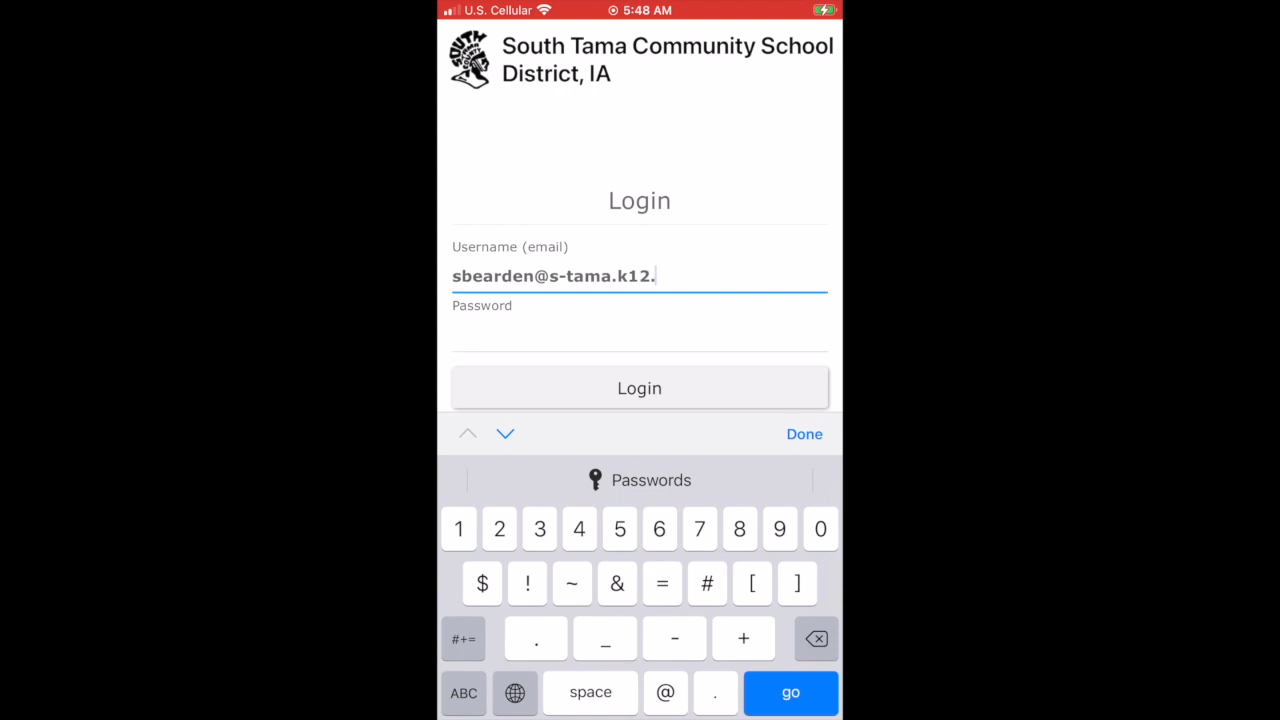 U.S. Cellular 5:48 AM
South Tama Community School
District, IA
Login
Username (email)
sbearden@s-tama.k12.
Password
Login
Done
Passwords
1 2 3 4 5 6 7 8 9 0
$ ! ~ & = # [ ]
#+= . _ - +
ABC space @ . go